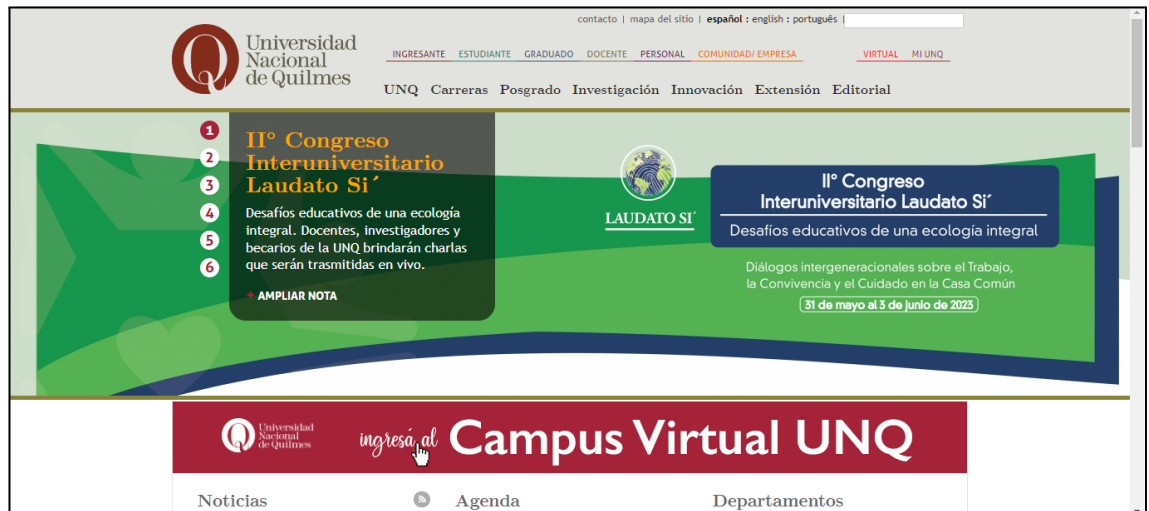 contacto | mapa del sitio | español : english : português |
Universidad
Nacional
de Quilmes
INGRESANTE ESTUDIANTE GRADUADO DOCENTE PERSONAL COMUNIDAD/ EMPRESA VIRTUAL MI UNQ
UNQ Carreras Posgrado Investigación Innovación Extensión Editorial
1
2
3
4
5
6
II° Congreso
Interuniversitario
Laudato Si´
Desafíos educativos de una ecología
integral. Docentes, investigadores y
becarios de la UNQ brindarán charlas
que serán trasmitidas en vivo.
+ AMPLIAR NOTA
LAUDATO SI´
II° Congreso
Interuniversitario Laudato Si´
Desafíos educativos de una ecología integral
Diálogos intergeneracionales sobre el Trabajo,
la Convivencia y el Cuidado en la Casa Común
31 de mayo al 3 de junio de 2023
Universidad
Nacional
de Quilmes
ingresá al Campus Virtual UNQ
Noticias Agenda Departamentos